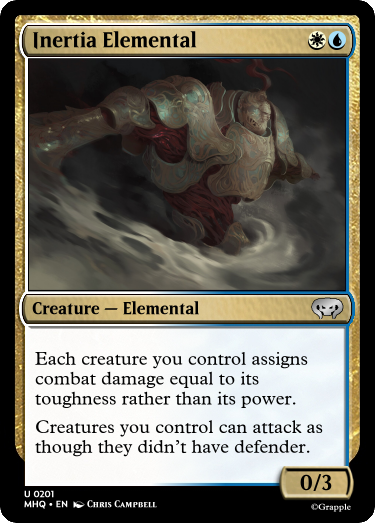 Inertia Elemental
Creature — Elemental
Each creature you control assigns
combat damage equal to its
toughness rather than its power.
Creatures you control can attack as
though they didn't have defender.
0/3
U 0201
MHQ • EN Chris Campbell
©Grapple